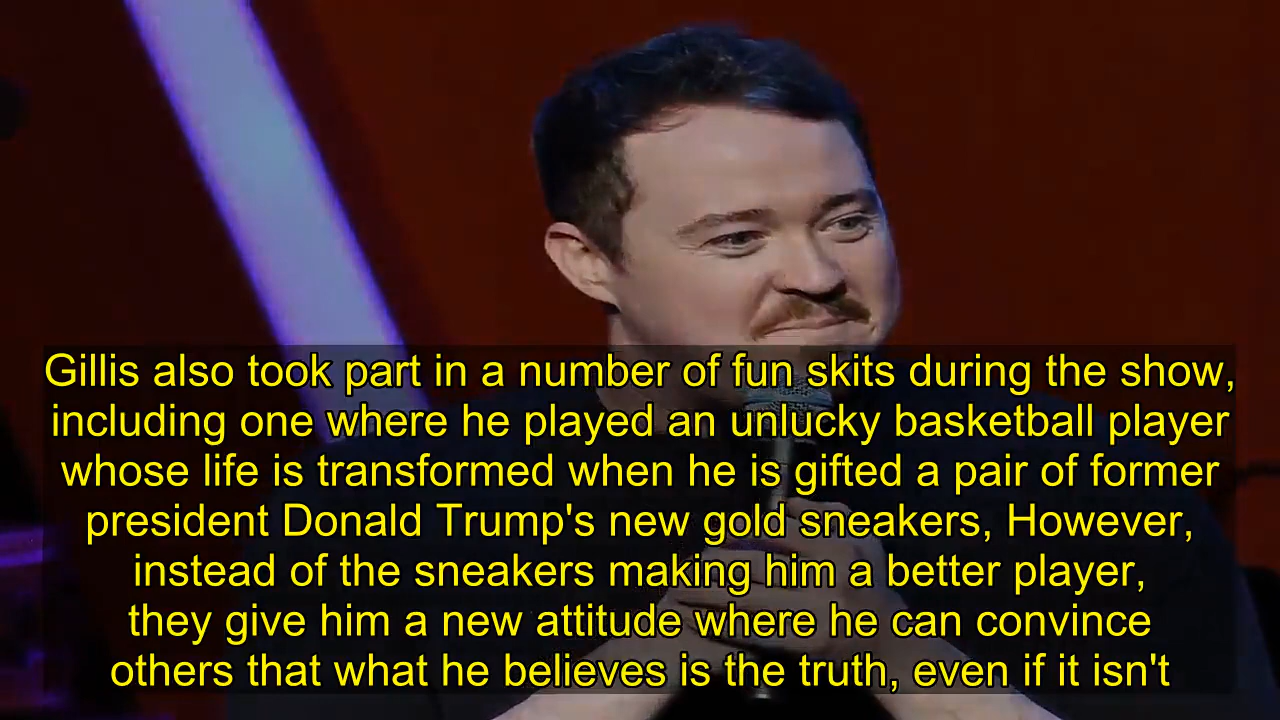 Gillis also took part in a number of fun skits during the show,
including one where he played an unlucky basketball player
whose life is transformed when he is gifted a pair of former
president Donald Trump's new gold sneakers, However,
instead of the sneakers making him a better player,
they give him a new attitude where he can convince
others that what he believes is the truth, even if it isn't